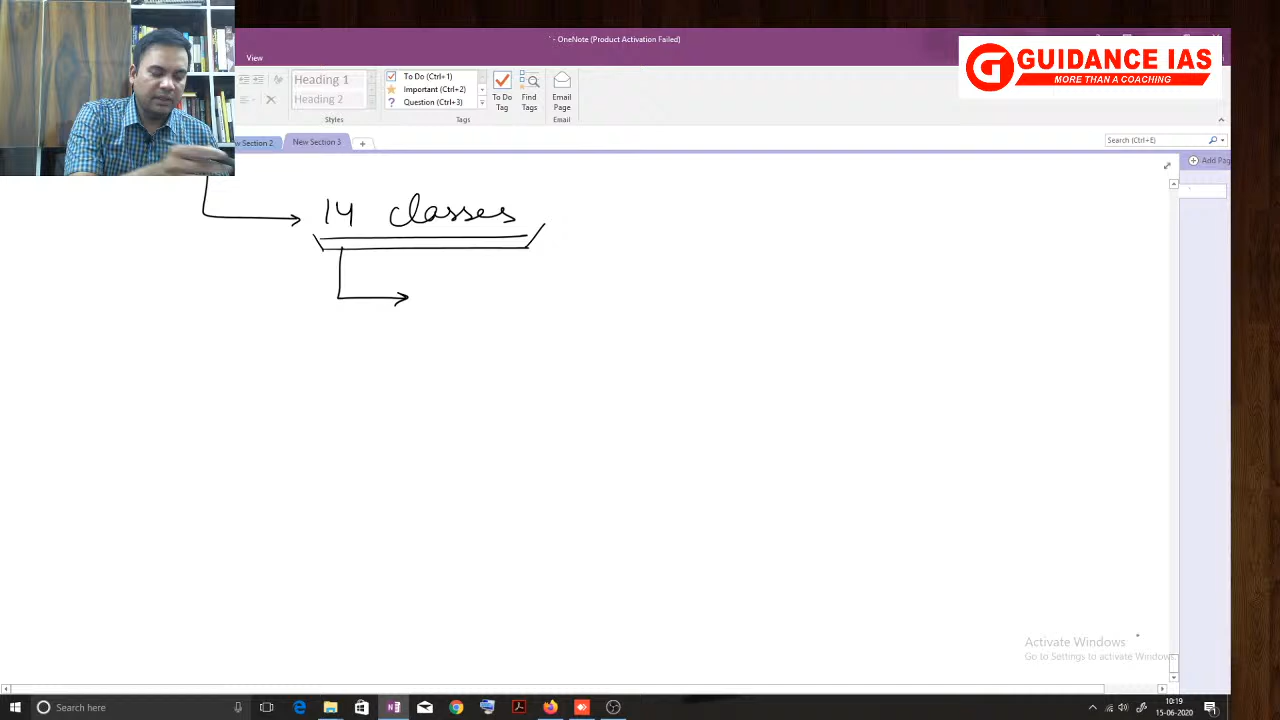 - OneNote (Product Activation Failed)
GUIDANCE IAS
MORE THAN A COACHING
View
Heading 1
Heading 2
To Do (Ctrl+1)
Important (Ctrl+2)
Question (Ctrl+3)
To Do Tag
Find Tags
Email Page
Styles
Tags
Email
Section 2
New Section 3
Search (Ctrl+E)
Add Pag
14 classes
Activate Windows
Go to Settings to activate Windows.
Search here
10:19
15-06-2020